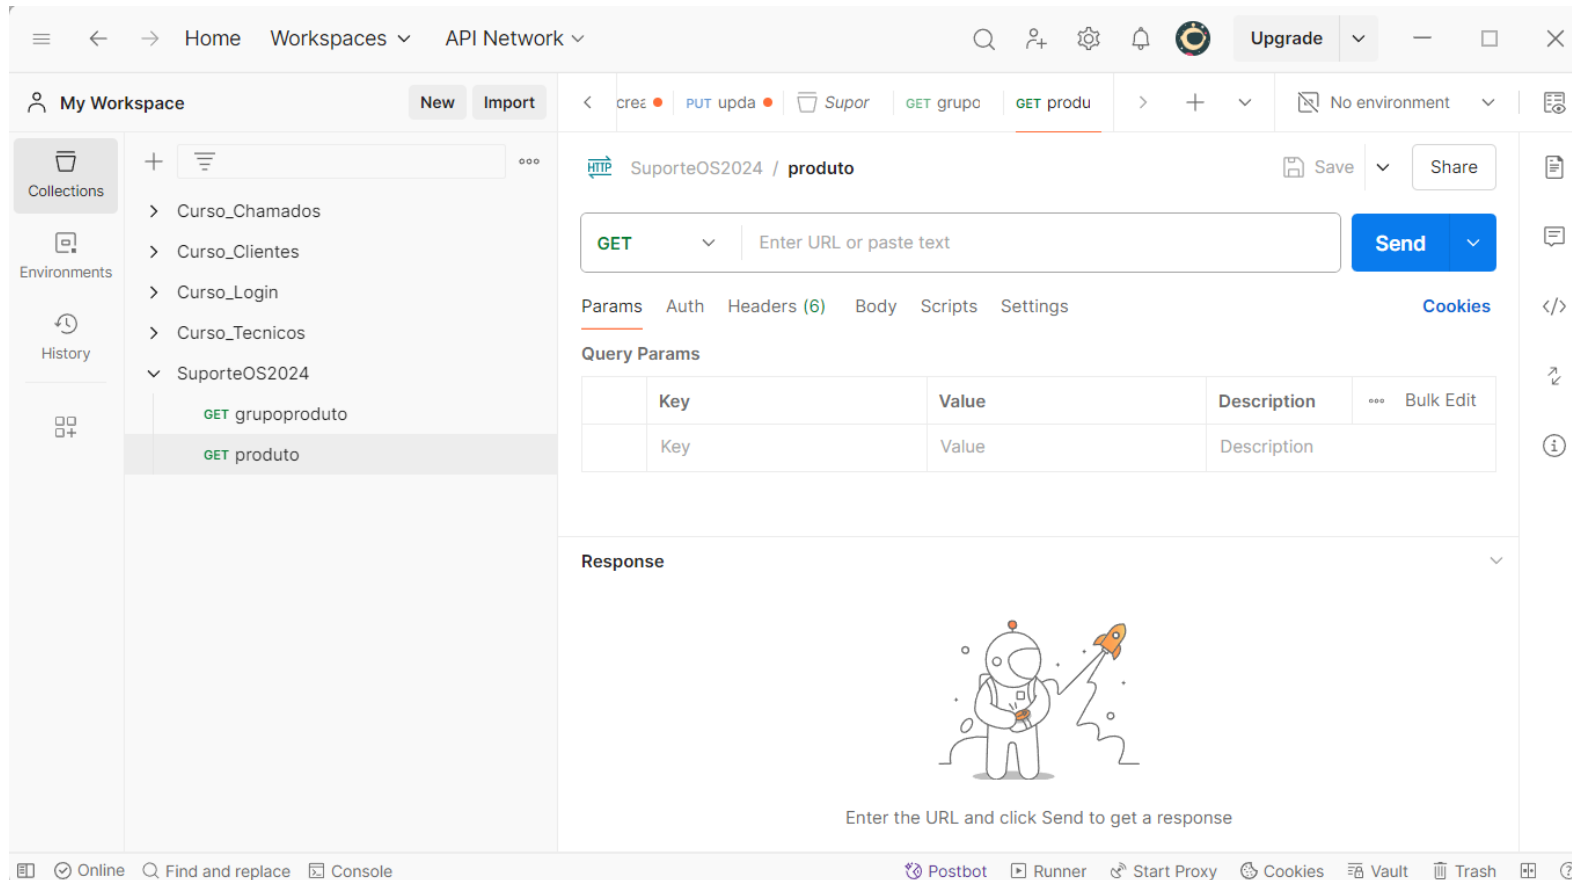 Home Workspaces API Network Upgrade
My Workspace New Import
crea PUT upda Supor GET grupo GET produ No environment
Collections
Environments
History
Curso_Chamados
Curso_Clientes
Curso_Login
Curso_Tecnicos
SuporteOS2024
GET grupoproduto
GET produto
HTTP SuporteOS2024 / produto Save Share
GET Enter URL or paste text Send
Params Auth Headers (6) Body Scripts Settings Cookies
Query Params
Key Value Description Bulk Edit
Key Value Description
Response
Enter the URL and click Send to get a response
Online Find and replace Console Postbot Runner Start Proxy Cookies Vault Trash